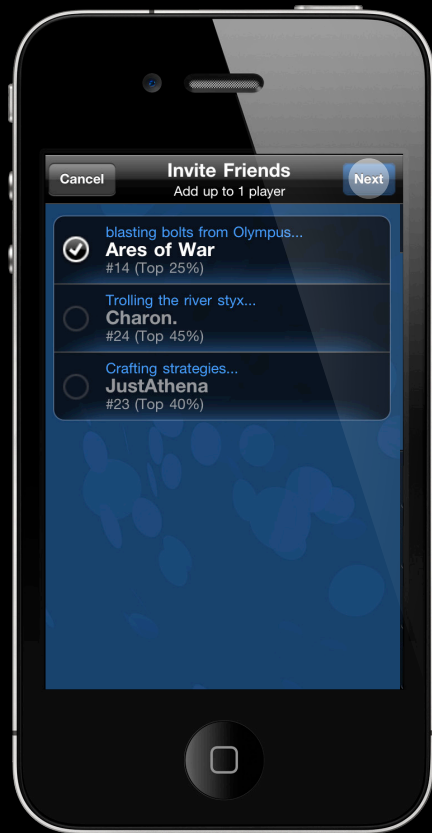 Cancel
Invite Friends
Add up to 1 player
Next
blasting bolts from Olympus...
Ares of War
#14 (Top 25%)
Trolling the river styx...
Charon.
#24 (Top 45%)
Crafting strategies...
JustAthena
#23 (Top 40%)